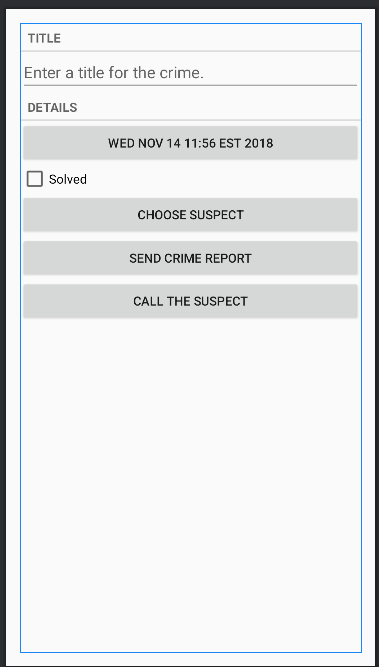 TITLE
Enter a title for the crime.
DETAILS
WED NOV 14 11:56 EST 2018
Solved
CHOOSE SUSPECT
SEND CRIME REPORT
CALL THE SUSPECT